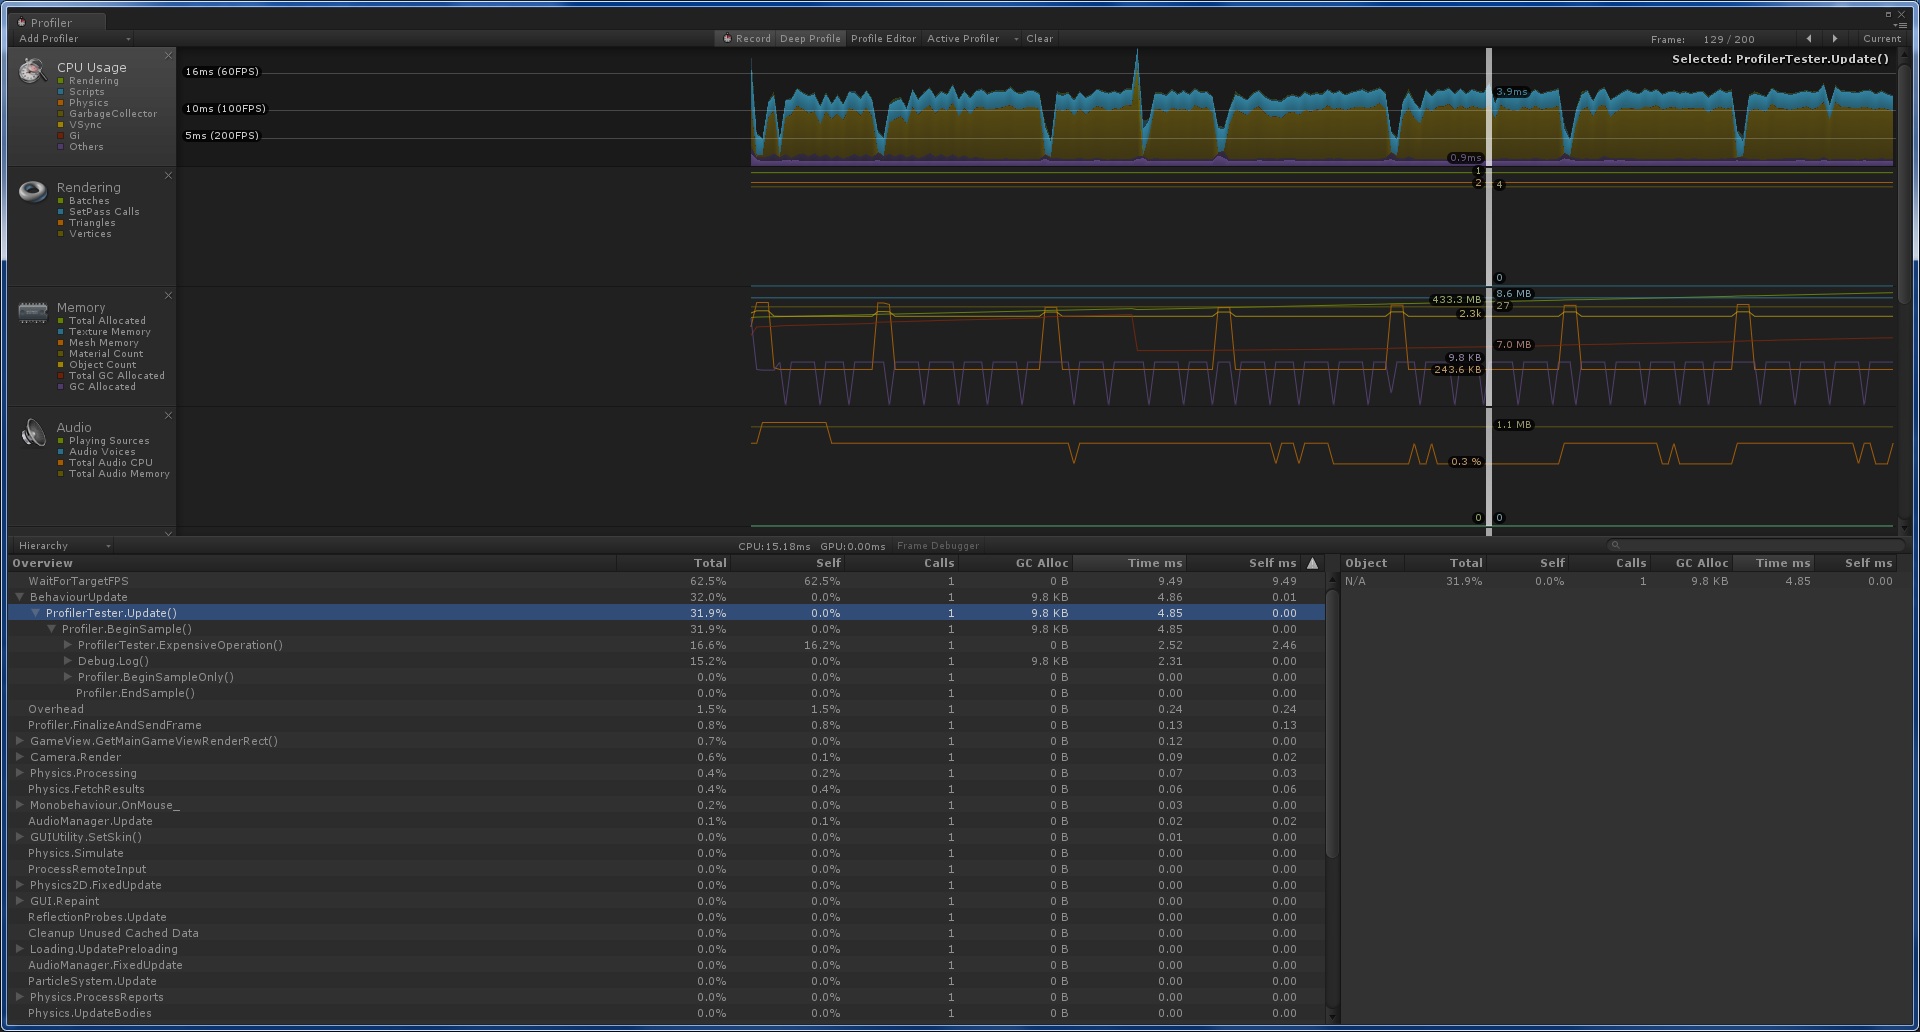 Profiler
Add Profiler
Record Deep Profile Profile Editor Active Profiler Clear
Frame: 129 / 200 Current
CPU Usage
Rendering
Scripts
Physics
GarbageCollector
VSync
Gi
Others
16ms (60FPS)
10ms (100FPS)
5ms (200FPS)
Selected: ProfilerTester.Update()
3.9ms
0.9ms
Rendering
Batches
SetPass Calls
Triangles
Vertices
1
2 4
0
Memory
Total Allocated
Texture Memory
Mesh Memory
Material Count
Object Count
Total GC Allocated
GC Allocated
8.6 MB
433.3 MB 27
2.3k
7.0 MB
9.8 KB
243.6 KB
Audio
Playing Sources
Audio Voices
Total Audio CPU
Total Audio Memory
1.1 MB
0.3 %
0 0
Hierarchy CPU:15.18ms GPU:0.00ms Frame Debugger
Overview Total Self Calls GC Alloc Time ms Self ms
WaitForTargetFPS 62.5% 62.5% 1 0 B 9.49 9.49
BehaviourUpdate 32.0% 0.0% 1 9.8 KB 4.86 0.01
ProfilerTester.Update() 31.9% 0.0% 1 9.8 KB 4.85 0.00
Profiler.BeginSample() 31.9% 0.0% 1 9.8 KB 4.85 0.00
ProfilerTester.ExpensiveOperation() 16.6% 16.2% 1 0 B 2.52 2.46
Debug.Log() 15.2% 0.0% 1 9.8 KB 2.31 0.00
Profiler.BeginSampleOnly() 0.0% 0.0% 1 0 B 0.00 0.00
Profiler.EndSample() 0.0% 0.0% 1 0 B 0.00 0.00
Overhead 1.5% 1.5% 1 0 B 0.24 0.24
Profiler.FinalizeAndSendFrame 0.8% 0.8% 1 0 B 0.13 0.13
GameView.GetMainGameViewRenderRect() 0.7% 0.0% 1 0 B 0.12 0.00
Camera.Render 0.6% 0.1% 1 0 B 0.09 0.02
Physics.Processing 0.4% 0.2% 1 0 B 0.07 0.03
Physics.FetchResults 0.4% 0.4% 1 0 B 0.06 0.06
Monobehaviour.OnMouse_ 0.2% 0.0% 1 0 B 0.03 0.00
AudioManager.Update 0.1% 0.1% 1 0 B 0.02 0.02
GUIUtility.SetSkin() 0.0% 0.0% 1 0 B 0.01 0.00
Physics.Simulate 0.0% 0.0% 1 0 B 0.00 0.00
ProcessRemoteInput 0.0% 0.0% 1 0 B 0.00 0.00
Physics2D.FixedUpdate 0.0% 0.0% 1 0 B 0.00 0.00
GUI.Repaint 0.0% 0.0% 1 0 B 0.00 0.00
ReflectionProbes.Update 0.0% 0.0% 1 0 B 0.00 0.00
Cleanup Unused Cached Data 0.0% 0.0% 1 0 B 0.00 0.00
Loading.UpdatePreloading 0.0% 0.0% 1 0 B 0.00 0.00
AudioManager.FixedUpdate 0.0% 0.0% 1 0 B 0.00 0.00
ParticleSystem.Update 0.0% 0.0% 1 0 B 0.00 0.00
Physics.ProcessReports 0.0% 0.0% 1 0 B 0.00 0.00
Physics.UpdateBodies 0.0% 0.0% 1 0 B 0.00 0.00
Object Total Self Calls GC Alloc Time ms Self ms
N/A 31.9% 0.0% 1 9.8 KB 4.85 0.00